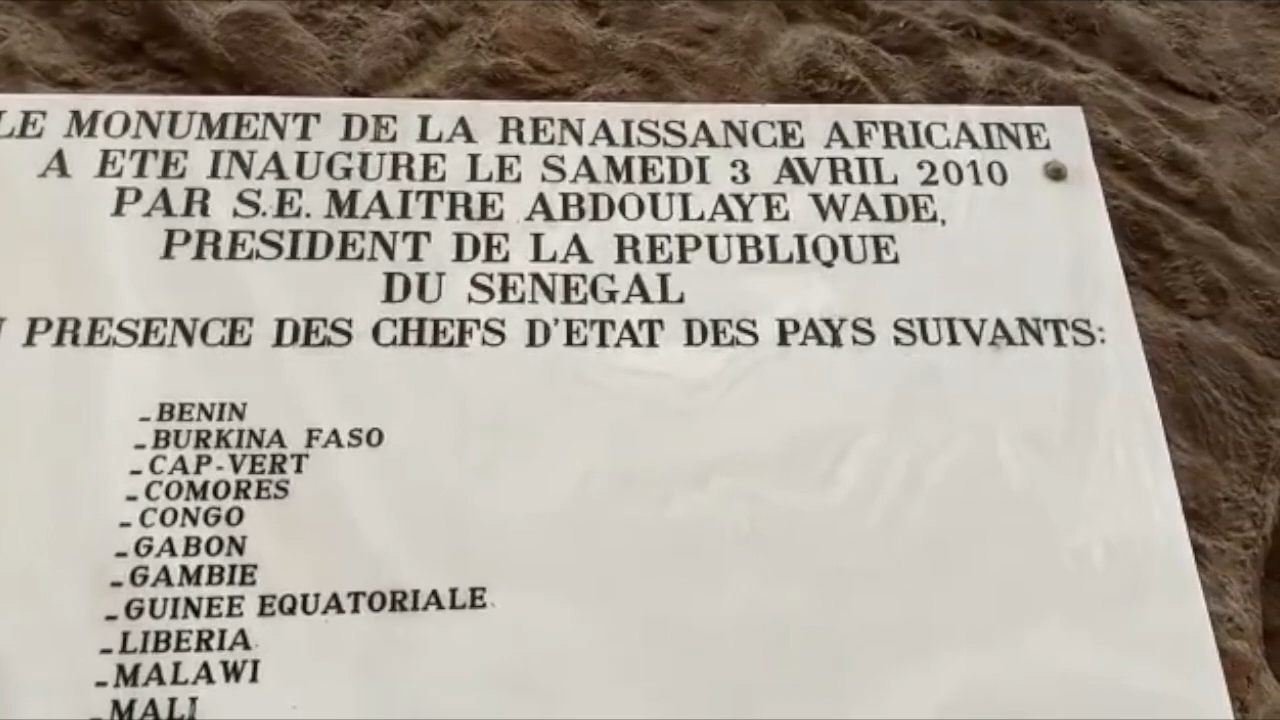 LE MONUMENT DE LA RENAISSANCE AFRICAINE
A ETE INAUGURE LE SAMEDI 3 AVRIL 2010
PAR S.E. MAITRE ABDOULAYE WADE,
PRESIDENT DE LA REPUBLIQUE
DU SENEGAL
PRESENCE DES CHEFS D'ETAT DES PAYS SUIVANTS:
-BENIN
-BURKINA FASO
-CAP-VERT
-COMORES
-CONGO
-GABON
-GAMBIE
-GUINEE EQUATORIALE
-LIBERIA
-MALAWI
-MALI